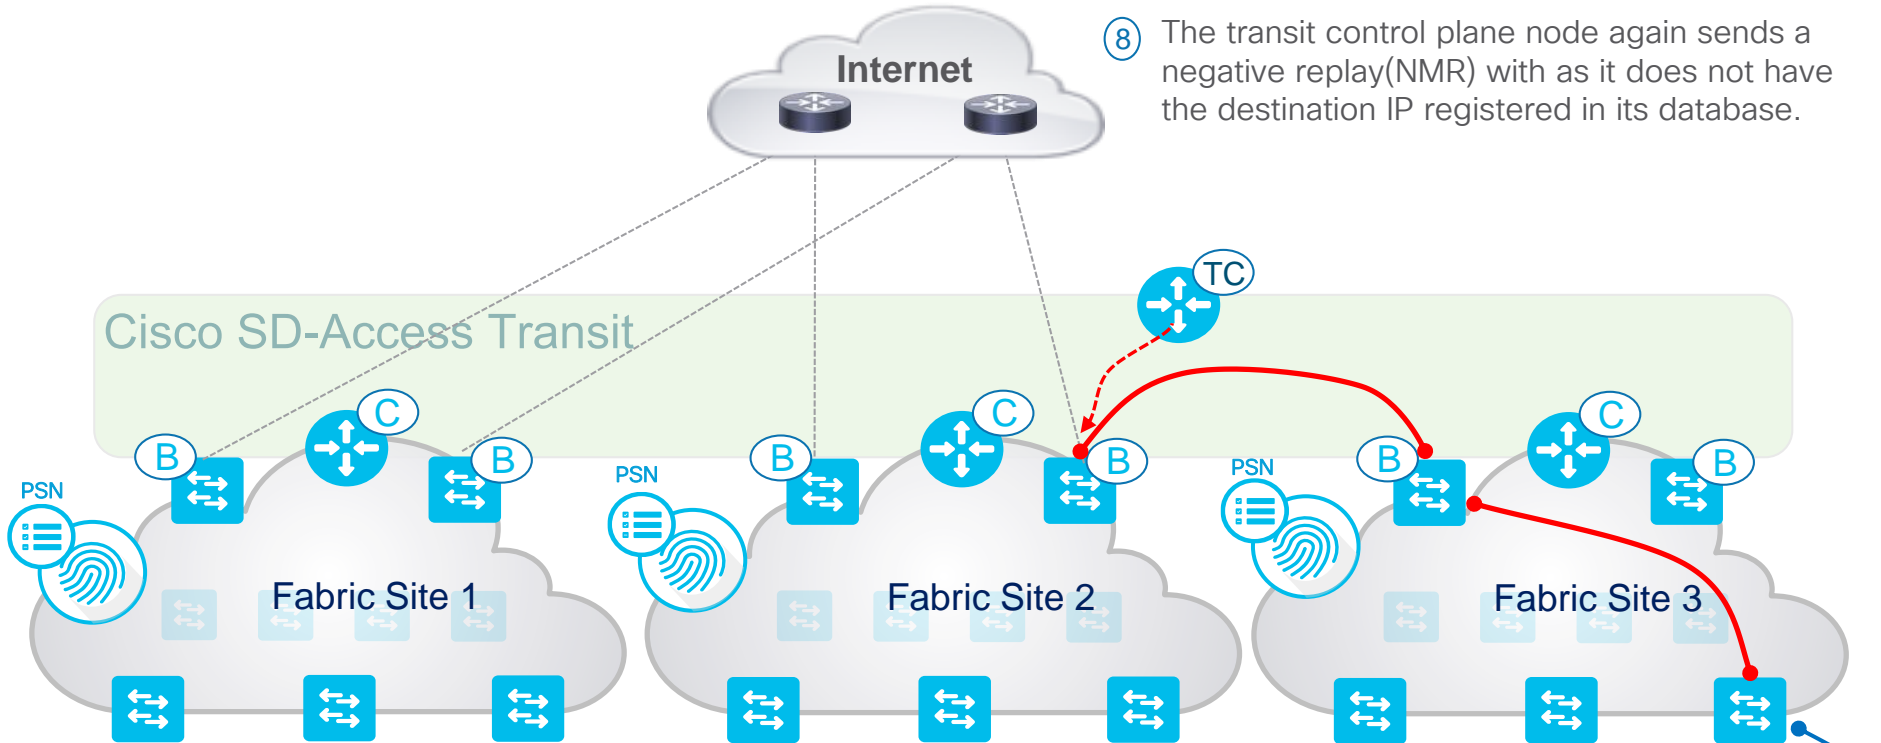 Internet
8 The transit control plane node again sends a
negative replay(NMR) with as it does not have
the destination IP registered in its database.
TC
Cisco SD-Access Transit
C
C
C
B
B
B
B
B
B
PSN
PSN
PSN
Fabric Site 1
Fabric Site 2
Fabric Site 3